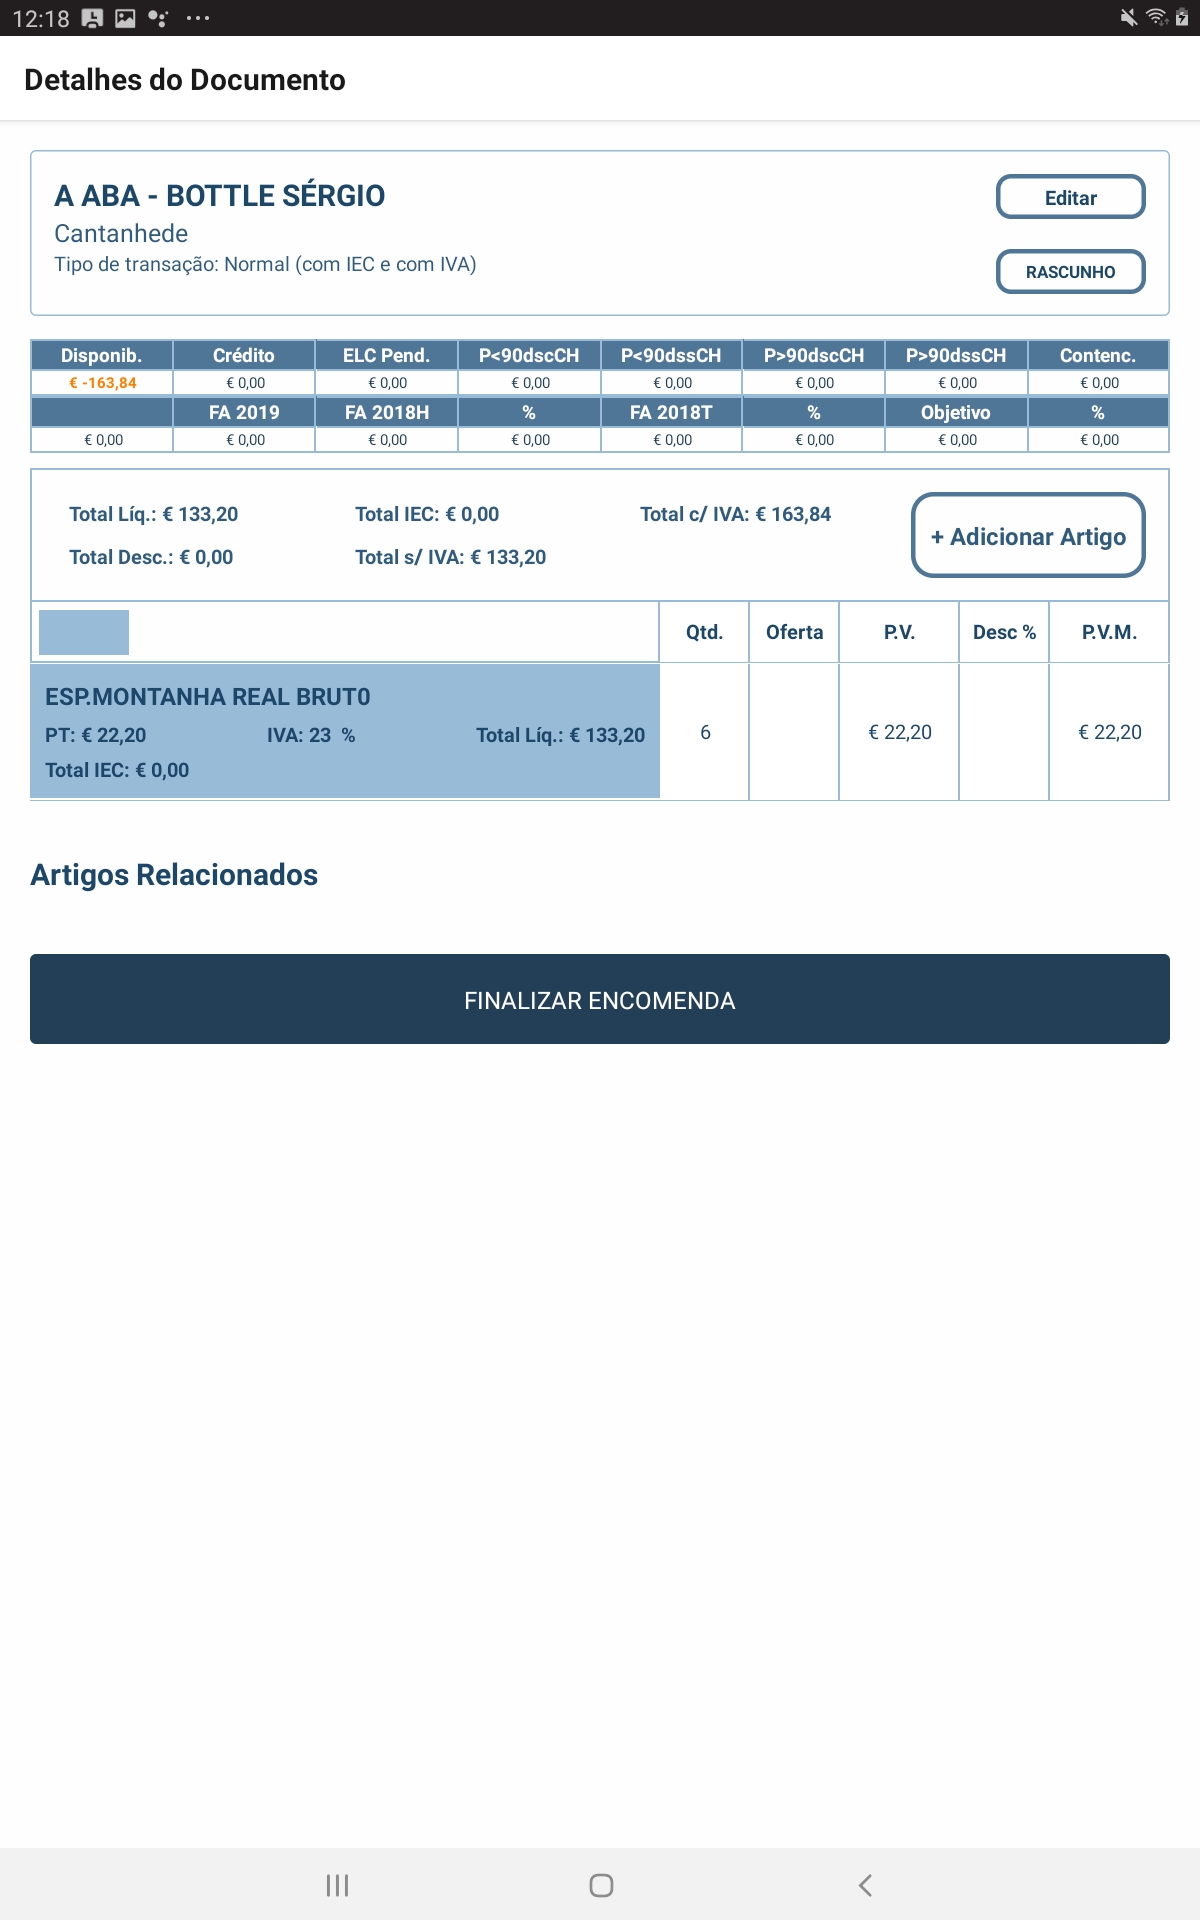 12:18
Detalhes do Documento
A ABA - BOTTLE SÉRGIO
Editar
Cantanhede
Tipo de transação: Normal (com IEC e com IVA)
RASCUNHO
Disponib. Crédito ELC Pend. P<90dscCH P<90dssCH P>90dscCH P>90dssCH Contenc.
€ -163,84 € 0,00 € 0,00 € 0,00 € 0,00 € 0,00 € 0,00 € 0,00
FA 2019 FA 2018H % FA 2018T % Objetivo %
€ 0,00 € 0,00 € 0,00 € 0,00 € 0,00 € 0,00 € 0,00 € 0,00
Total Líq.: € 133,20 Total IEC: € 0,00 Total c/ IVA: € 163,84
+ Adicionar Artigo
Total Desc.: € 0,00 Total s/ IVA: € 133,20
Qtd. Oferta P.V. Desc % P.V.M.
ESP.MONTANHA REAL BRUT0
PT: € 22,20 IVA: 23 % Total Líq.: € 133,20 6 € 22,20 € 22,20
Total IEC: € 0,00
Artigos Relacionados
FINALIZAR ENCOMENDA